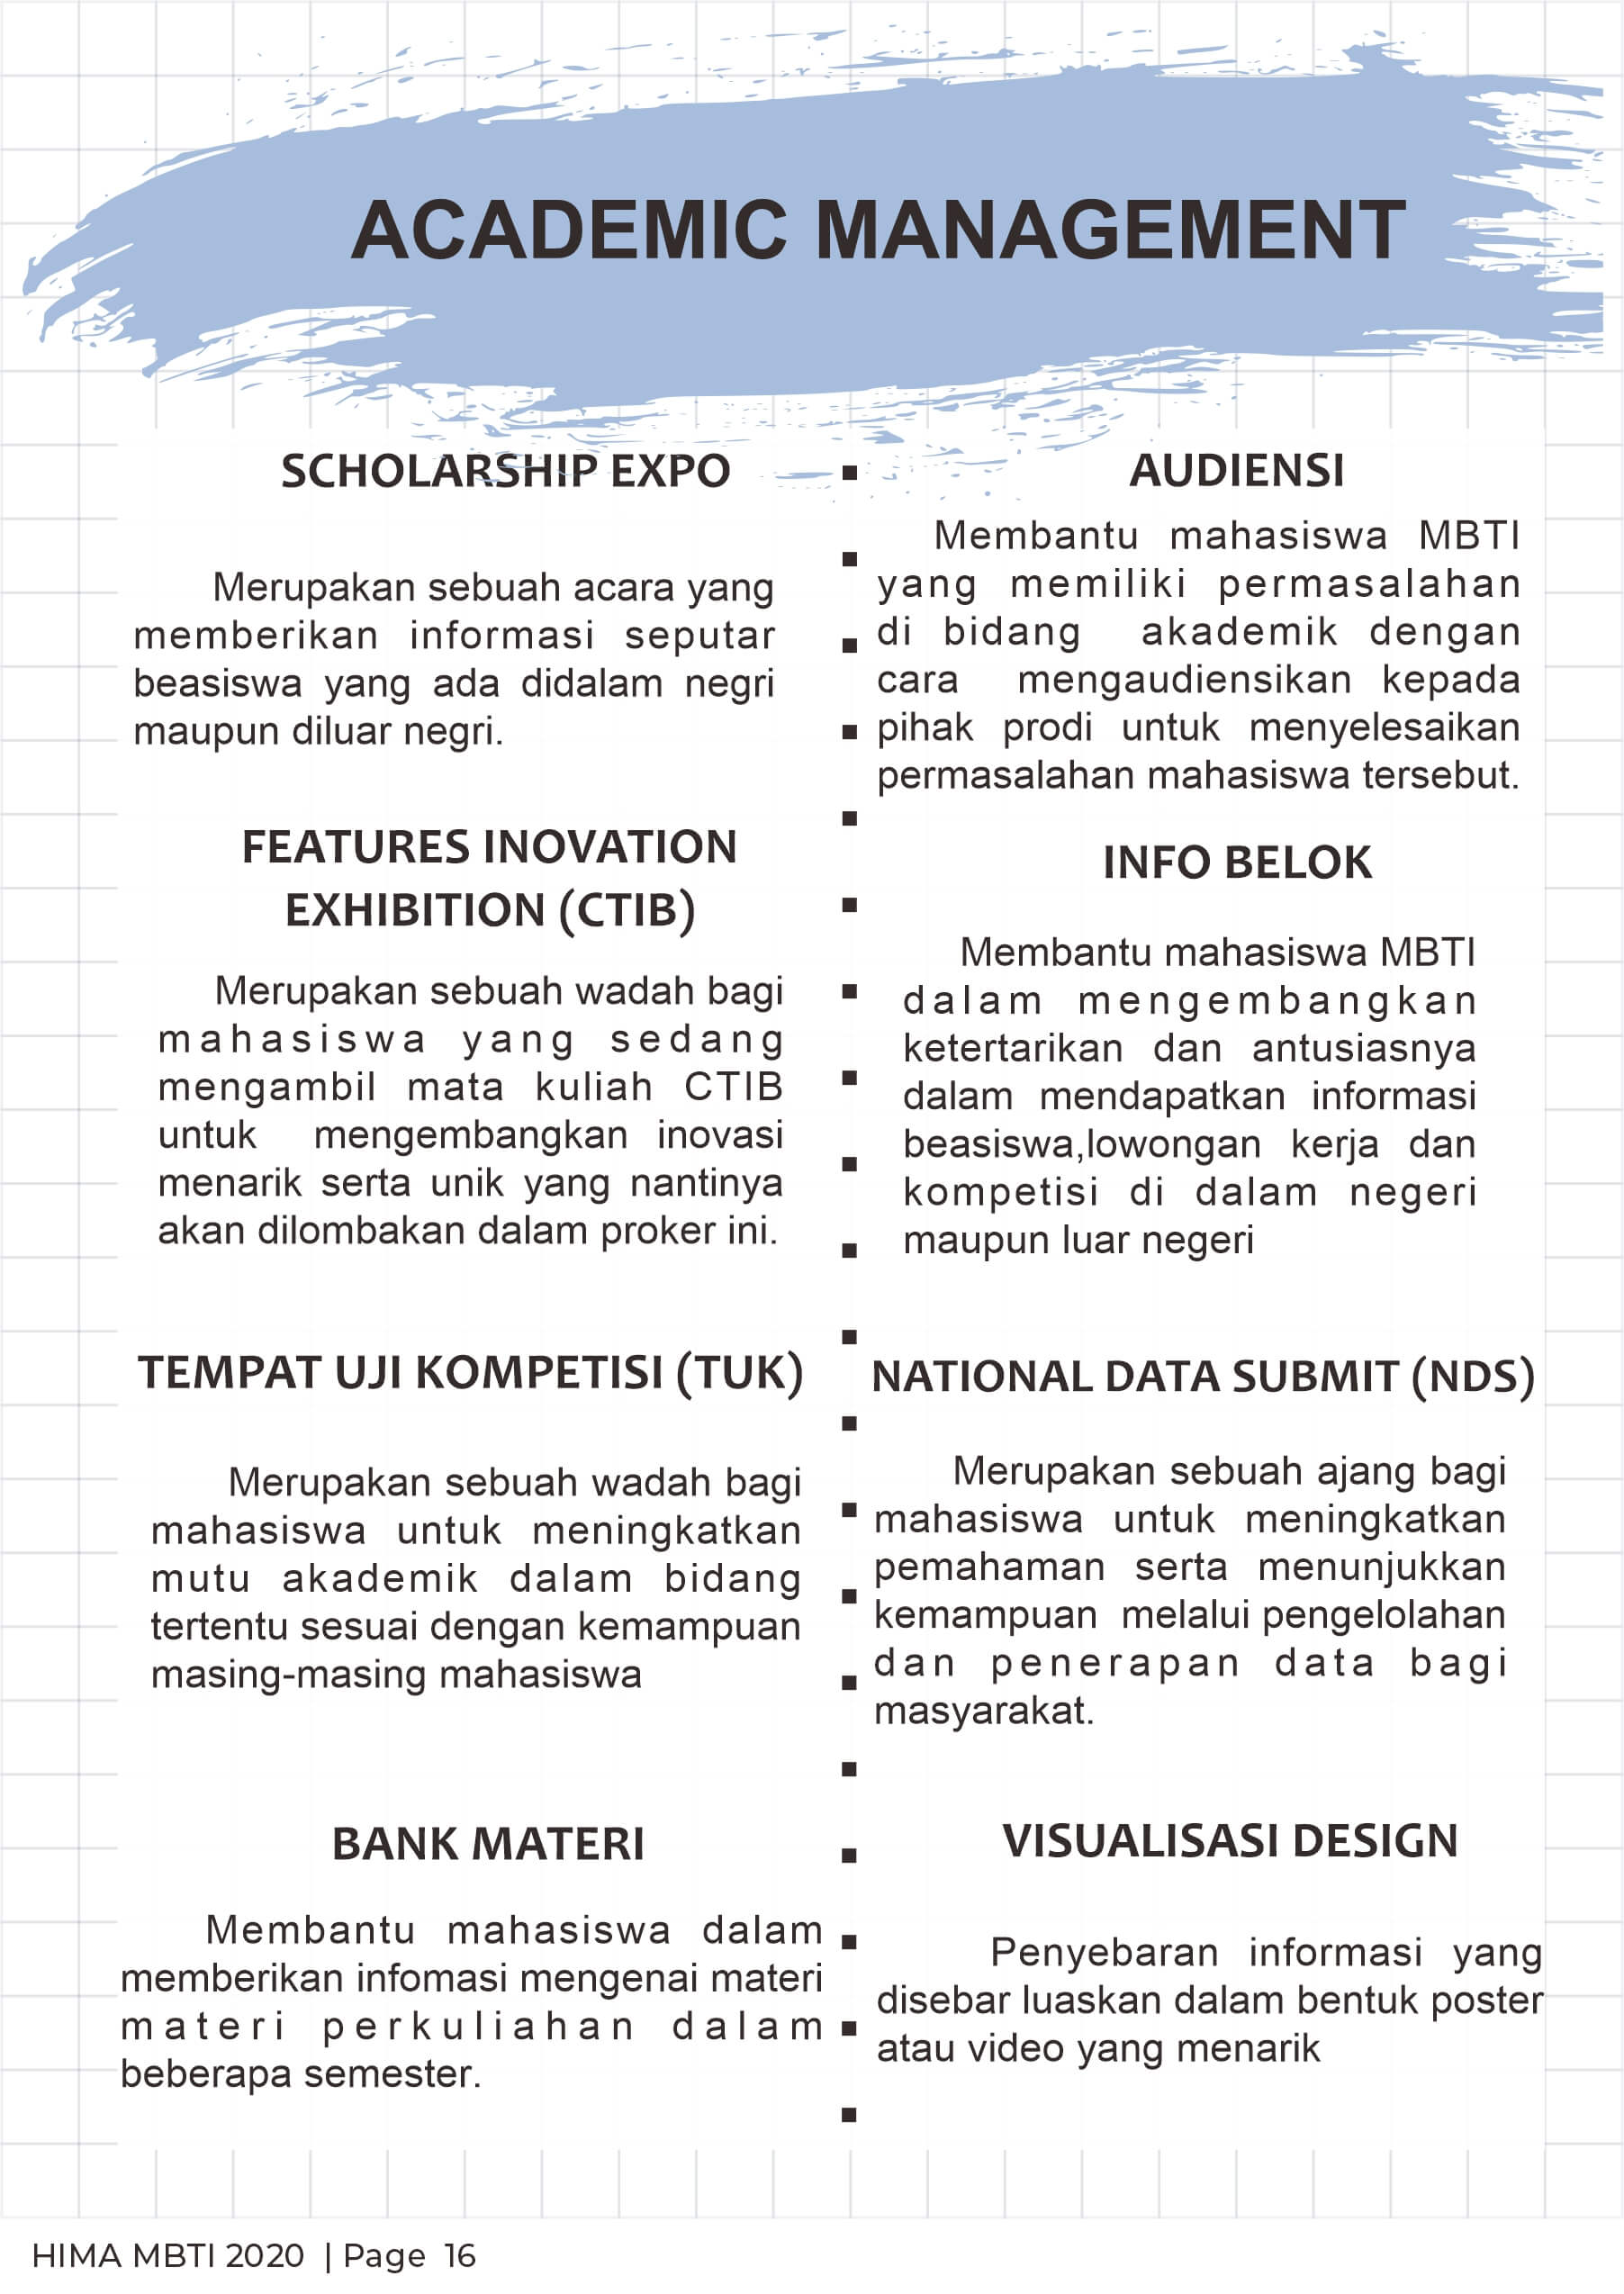 ACADEMIC MANAGEMENT
SCHOLARSHIP EXPO
Merupakan sebuah acara yang
memberikan informasi seputar
beasiswa yang ada didalam negri
maupun diluar negri.
FEATURES INOVATION
EXHIBITION (CTIB)
Merupakan sebuah wadah bagi
mahasiswa yang sedang
mengambil mata kuliah CTIB
untuk mengembangkan inovasi
menarik serta unik yang nantinya
akan dilombakan dalam proker ini.
TEMPAT UJI KOMPETISI (TUK)
Merupakan sebuah wadah bagi
mahasiswa untuk meningkatkan
mutu akademik dalam bidang
tertentu sesuai dengan kemampuan
masing-masing mahasiswa
BANK MATERI
Membantu mahasiswa dalam
memberikan infomasi mengenai materi
materi perkuliahan dalam
beberapa semester.
AUDIENSI
Membantu mahasiswa MBTI
yang memiliki permasalahan
di bidang akademik dengan
cara mengaudiensikan kepada
pihak prodi untuk menyelesaikan
permasalahan mahasiswa tersebut.
INFO BELOK
Membantu mahasiswa MBTI
dalam mengembangkan
ketertarikan dan antusiasnya
dalam mendapatkan informasi
beasiswa,lowongan kerja dan
kompetisi di dalam negeri
maupun luar negeri
NATIONAL DATA SUBMIT (NDS)
Merupakan sebuah ajang bagi
mahasiswa untuk meningkatkan
pemahaman serta menunjukkan
kemampuan melalui pengelolahan
dan penerapan data bagi
masyarakat.
VISUALISASI DESIGN
Penyebaran informasi yang
disebar luaskan dalam bentuk poster
atau video yang menarik
HIMA MBTI 2020 | Page 16